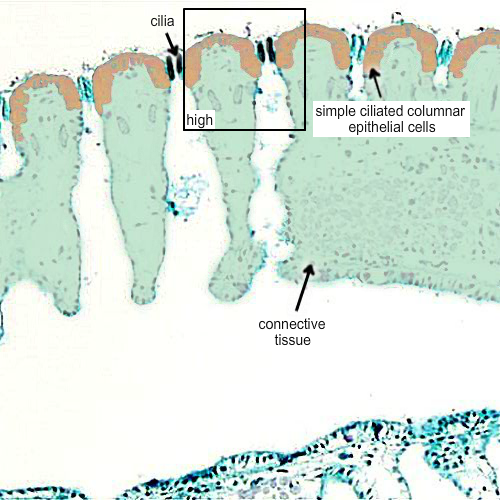 cilia
high
simple ciliated columnar
epithelial cells
connective
tissue